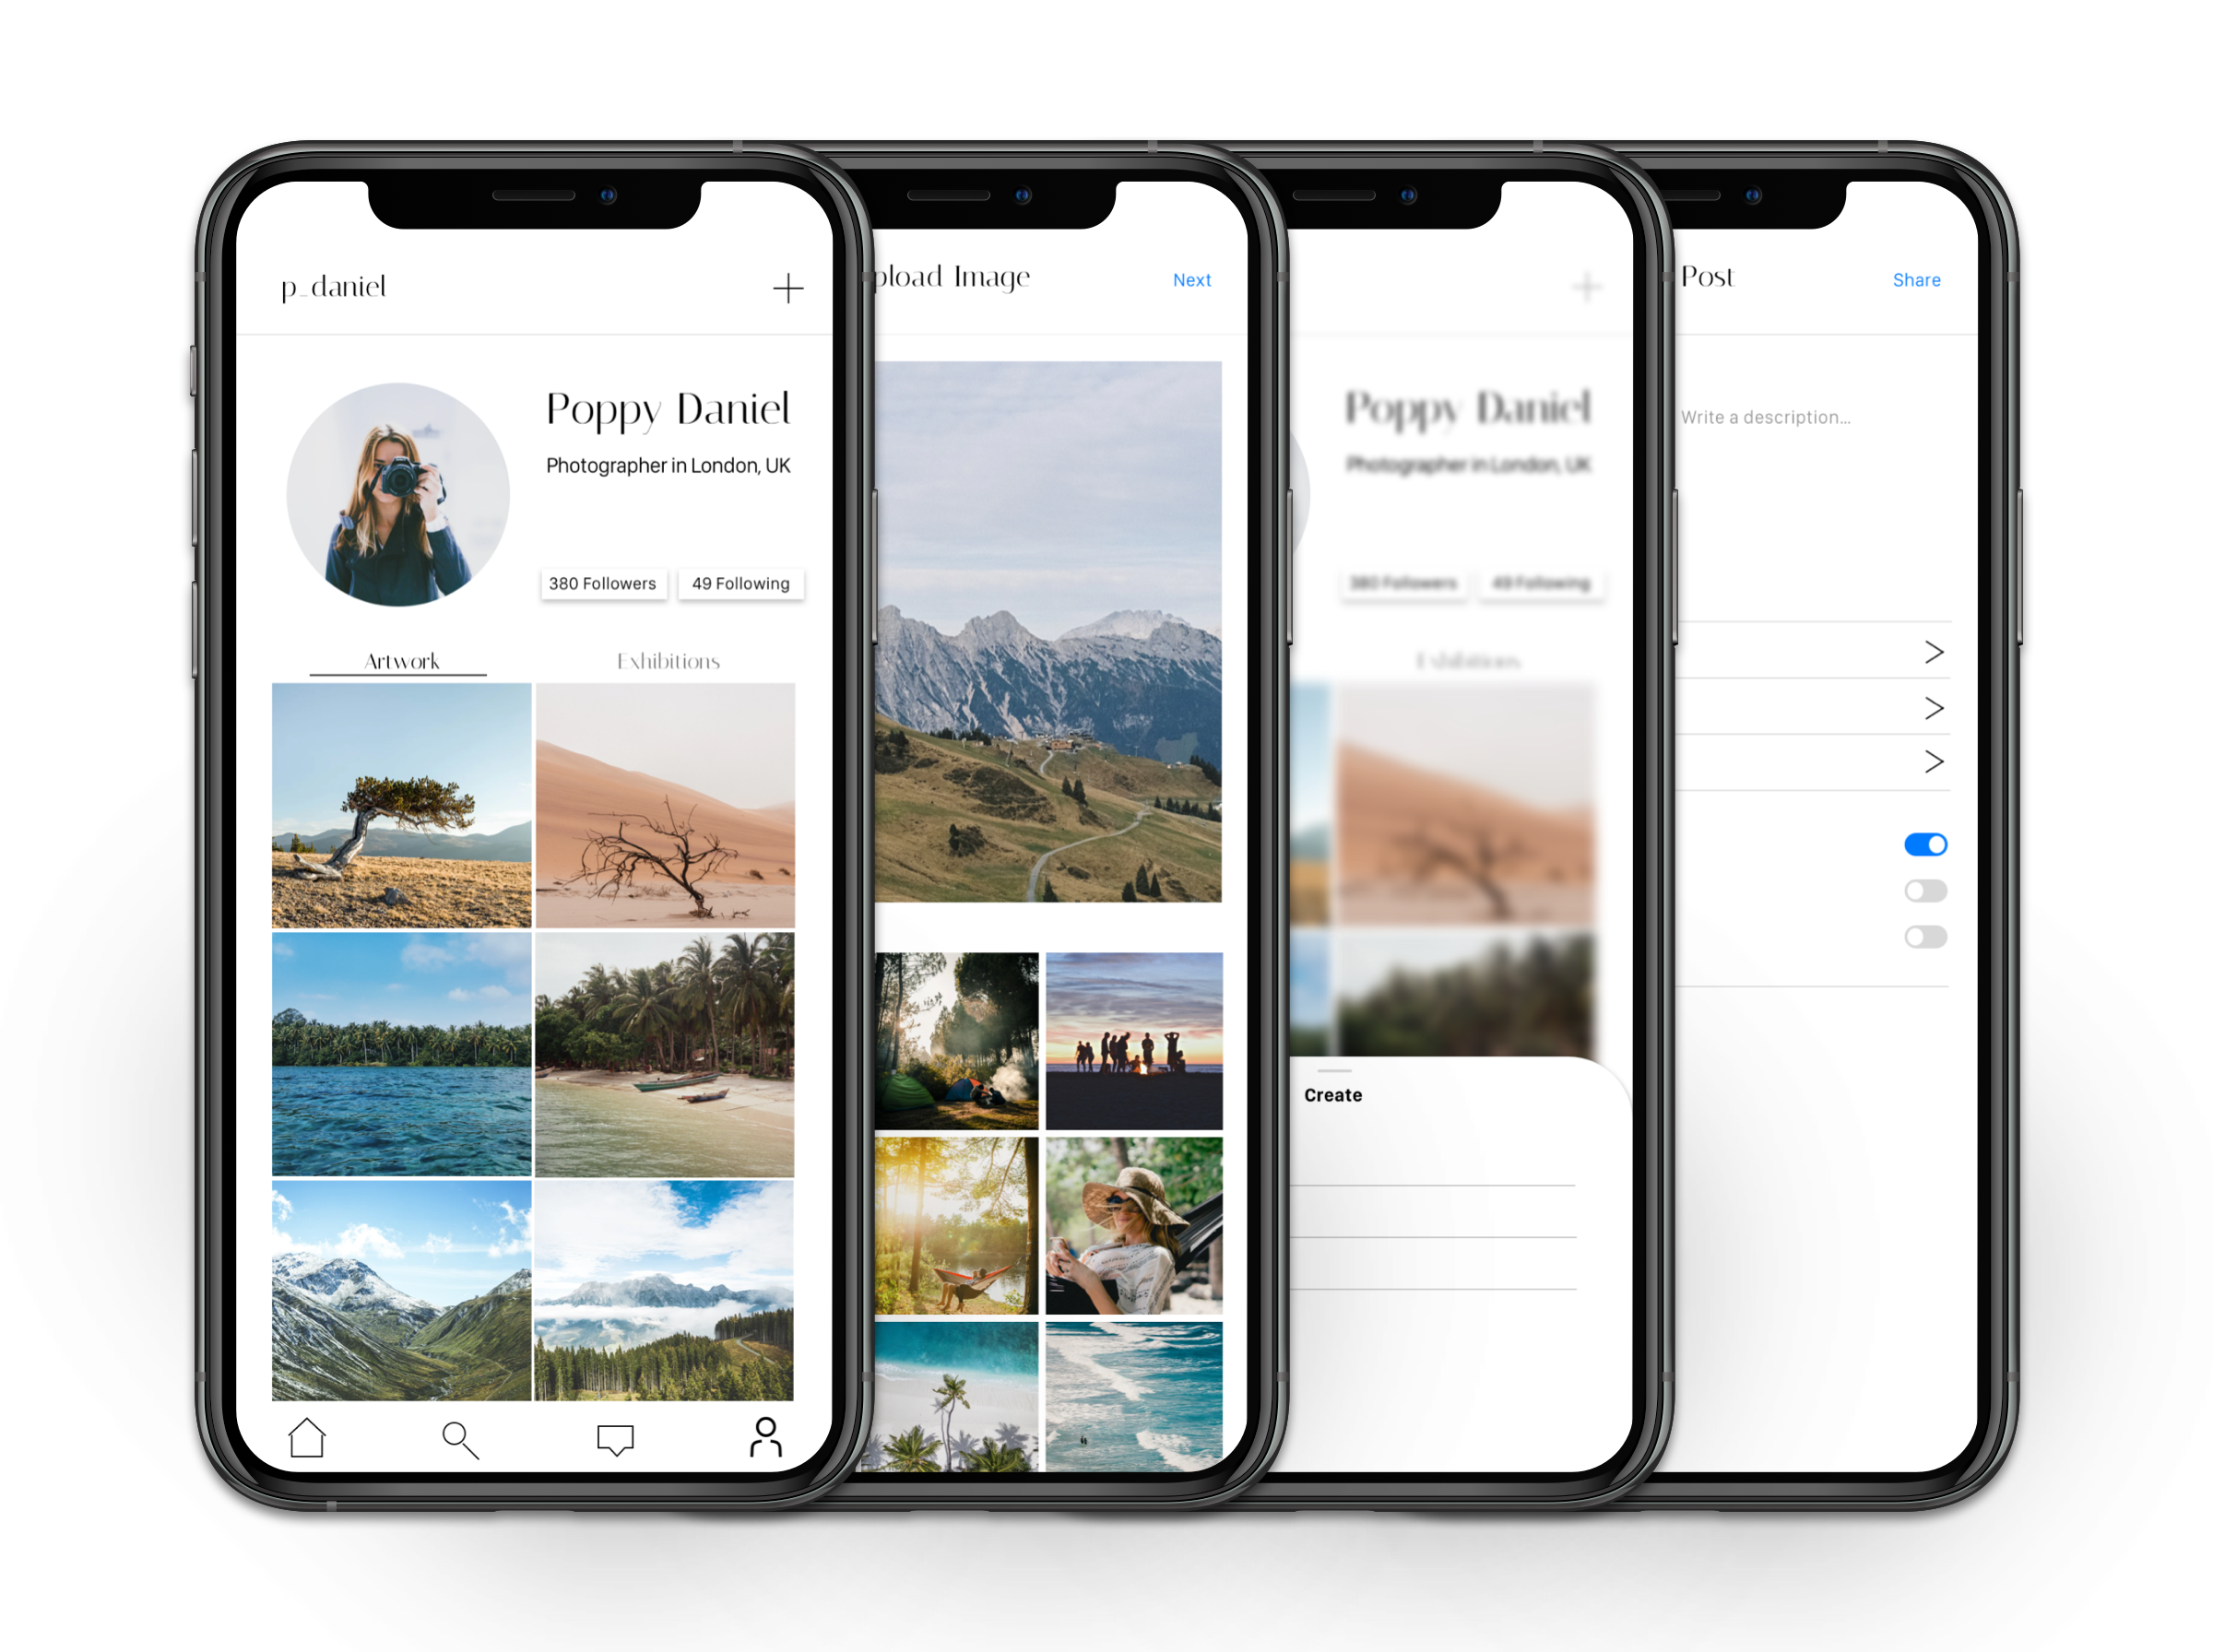 p_daniel
Poppy Daniel
Photographer in London, UK
380 Followers
49 Following
Artwork
Exhibitions
pload Image
Next
Poppy Daniel
Photographer in London, UK
380 Followers
49 Following
Exhibitions
Create
Post
Share
Write a description...